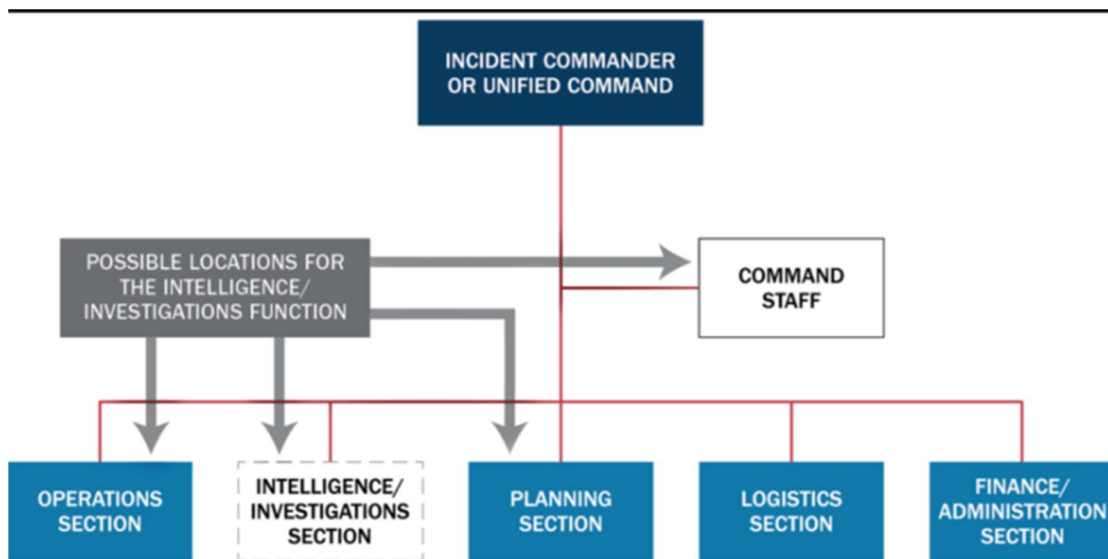 INCIDENT COMMANDER
OR UNIFIED COMMAND
POSSIBLE LOCATIONS FOR
THE INTELLIGENCE/
INVESTIGATIONS FUNCTION
COMMAND
STAFF
OPERATIONS
SECTION
INTELLIGENCE/
INVESTIGATIONS
SECTION
PLANNING
SECTION
LOGISTICS
SECTION
FINANCE/
ADMINISTRATION
SECTION